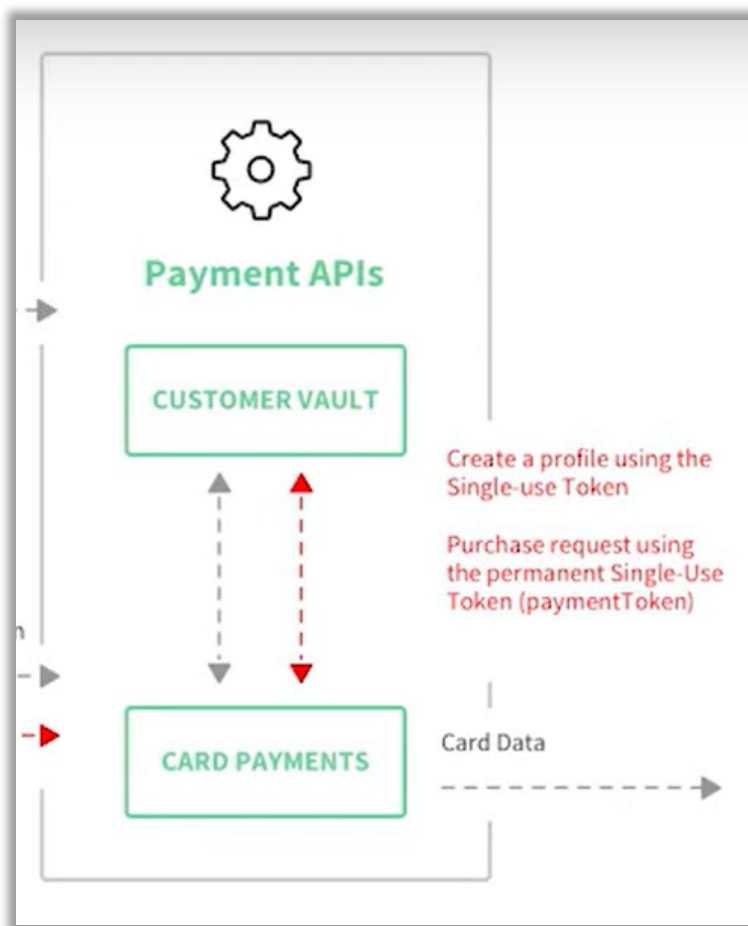 Payment APIs
CUSTOMER VAULT
Create a profile using the
Single-use Token
Purchase request using
the permanent Single-Use
Token (paymentToken)
CARD PAYMENTS
Card Data